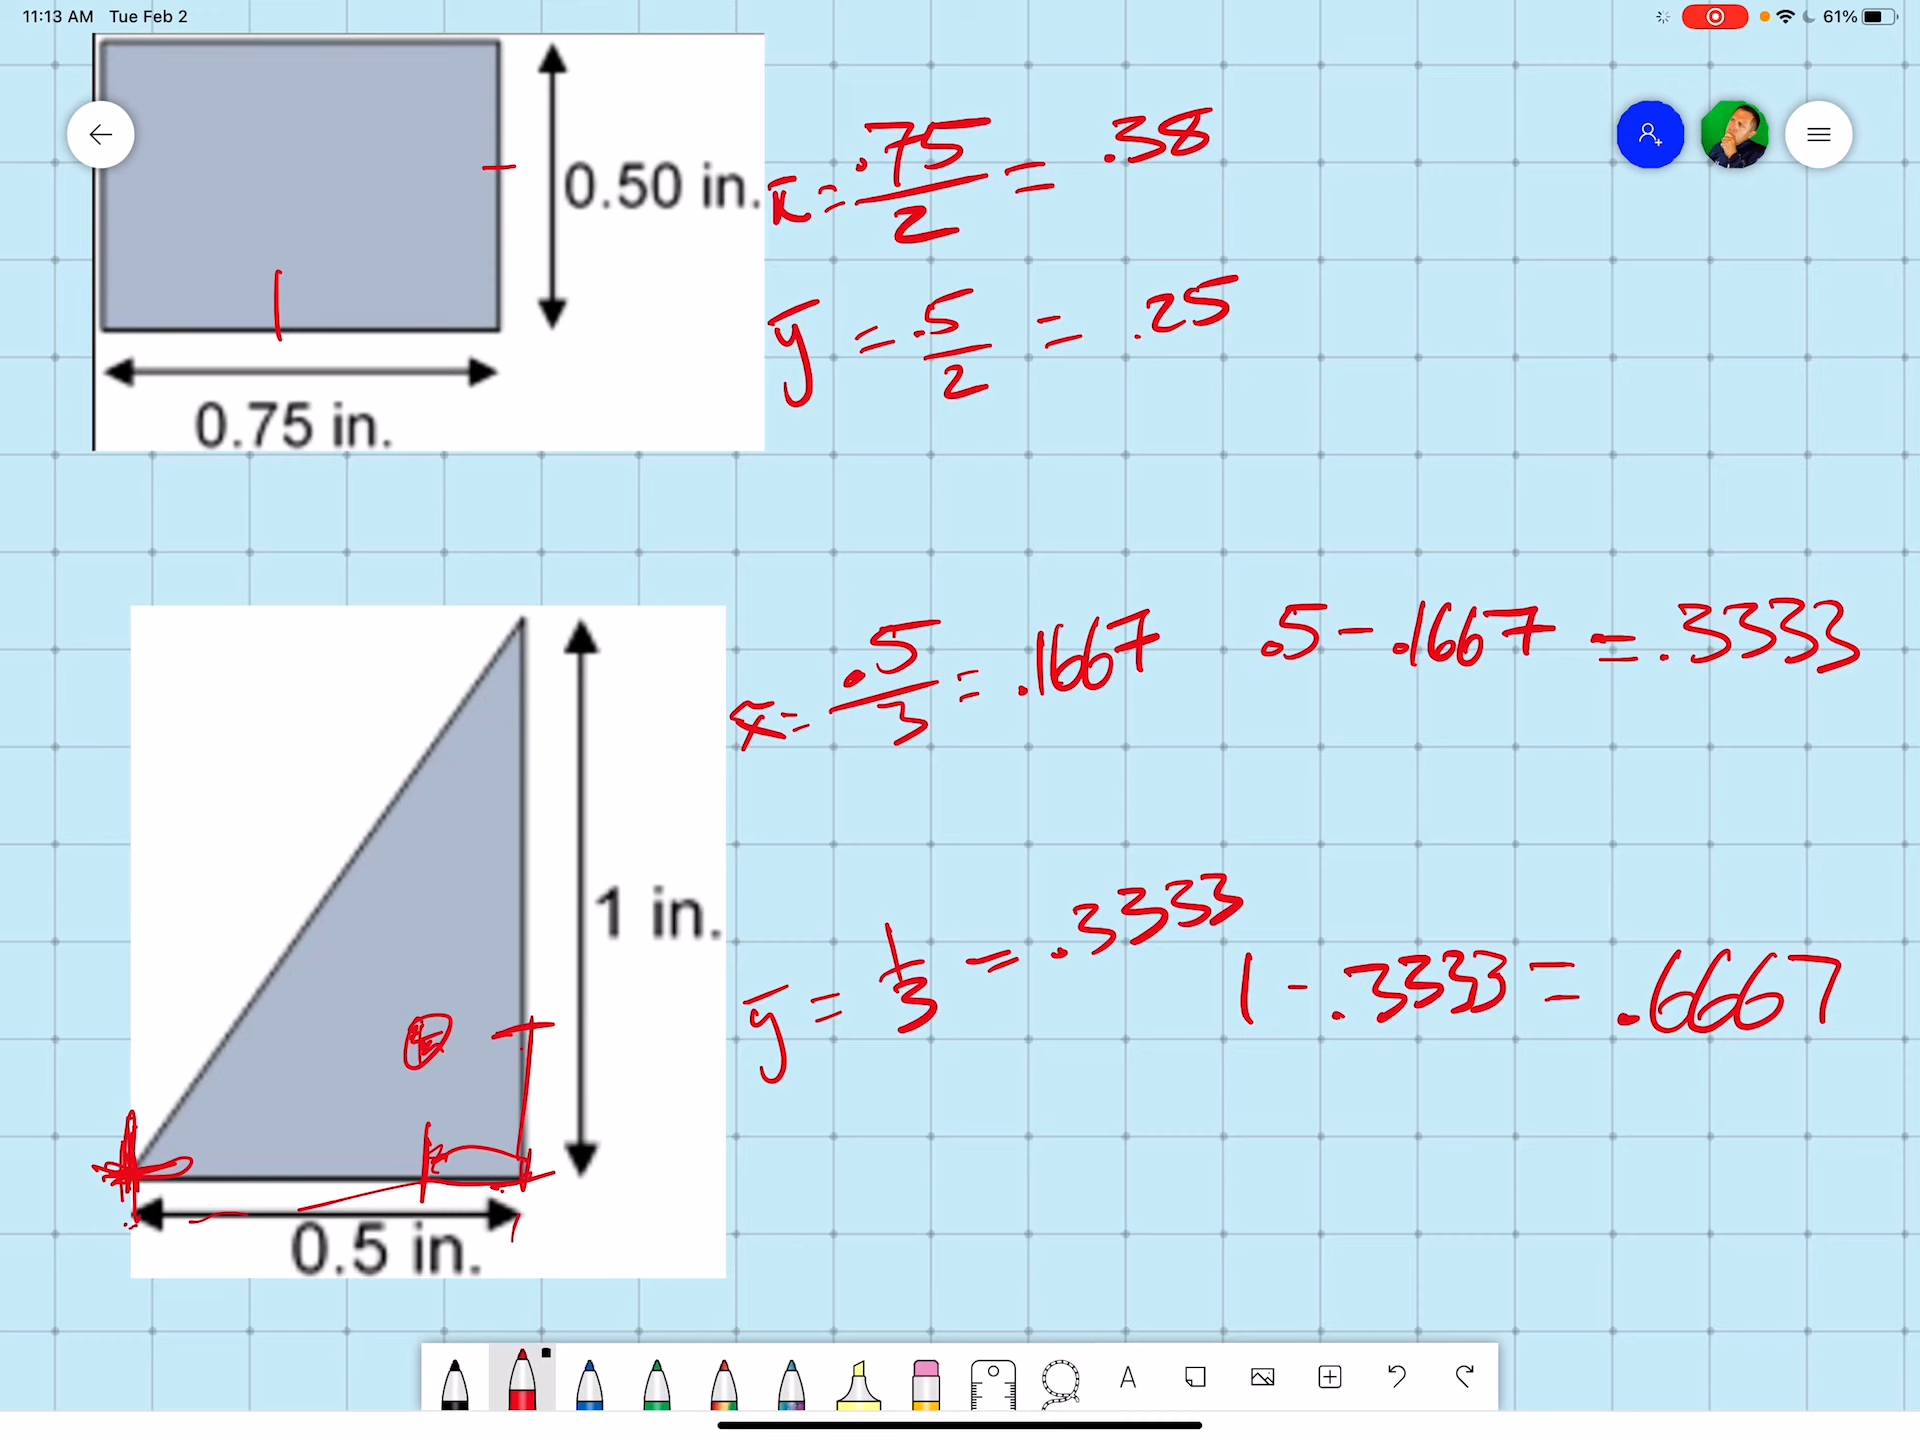 11:13 AM Tue Feb 2
61%
0.50 in.
0.75 in.
x̄ = .75/2 = .38
ȳ = .5/2 = .25
1 in.
0.5 in.
x̄ = .5/3 = .1667
.5 - .1667 = .3333
ȳ = 1/3 = .3333
1 - .3333 = .6667
A